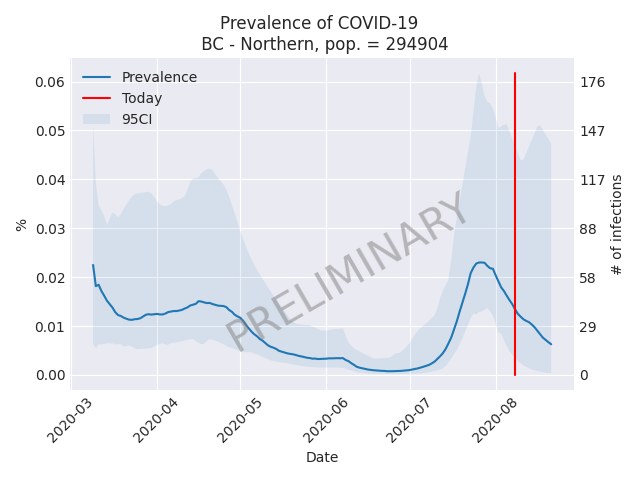 Prevalence of COVID-19
BC - Northern, pop. = 294904
Prevalence
Today
95CI
0.06
0.05
0.04
0.03
0.02
0.01
0.00
%
176
147
117
88
58
29
0
# of infections
PRELIMINARY
2020-03
2020-04
2020-05
2020-06
2020-07
2020-08
Date